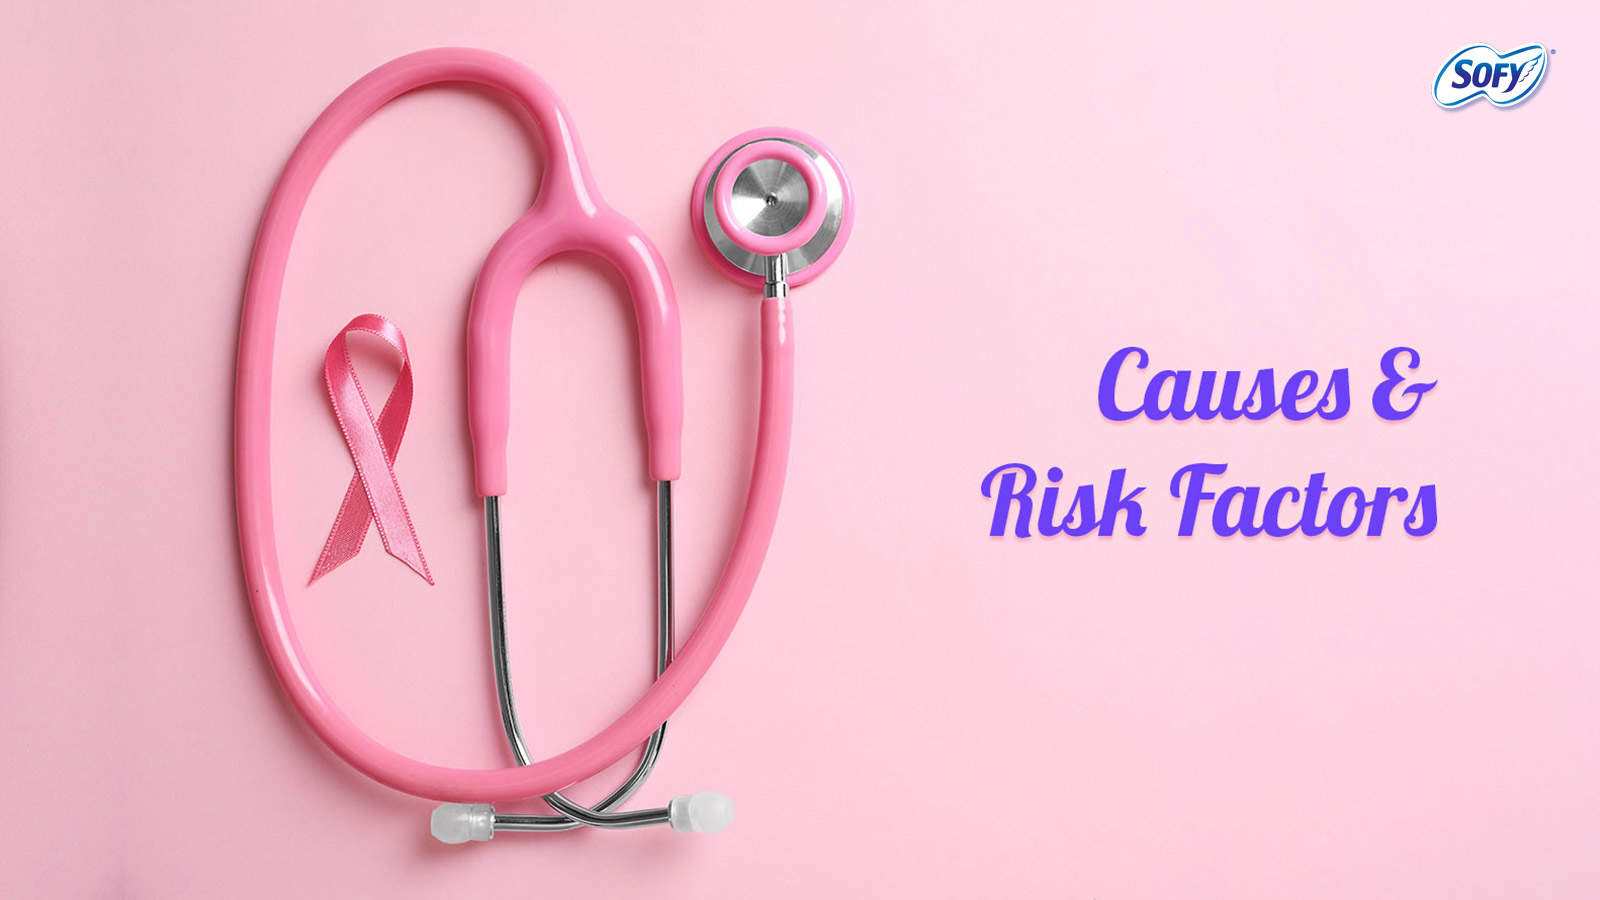 SOFY
Causes &
Risk Factors